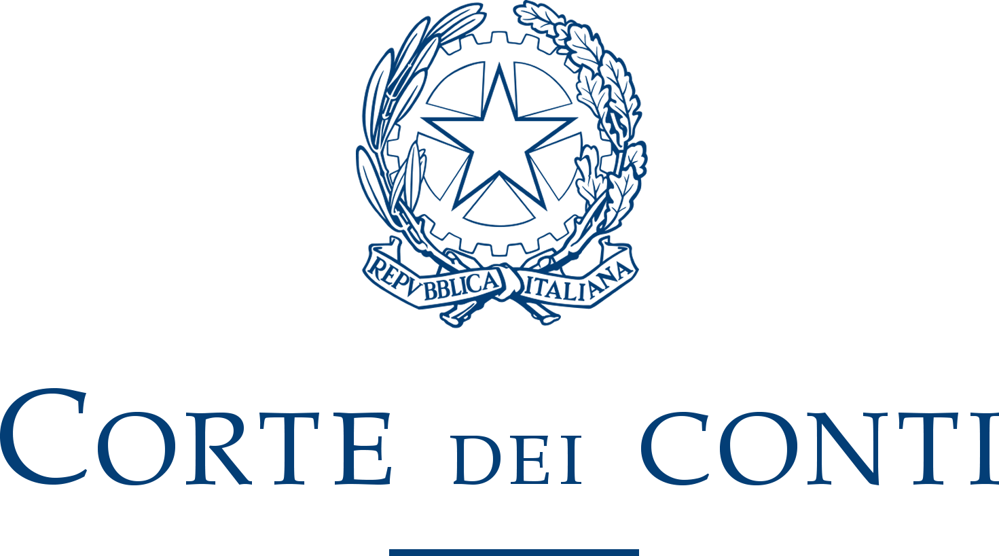 REPVBBLICA ITALIANA
CORTE DEI CONTI